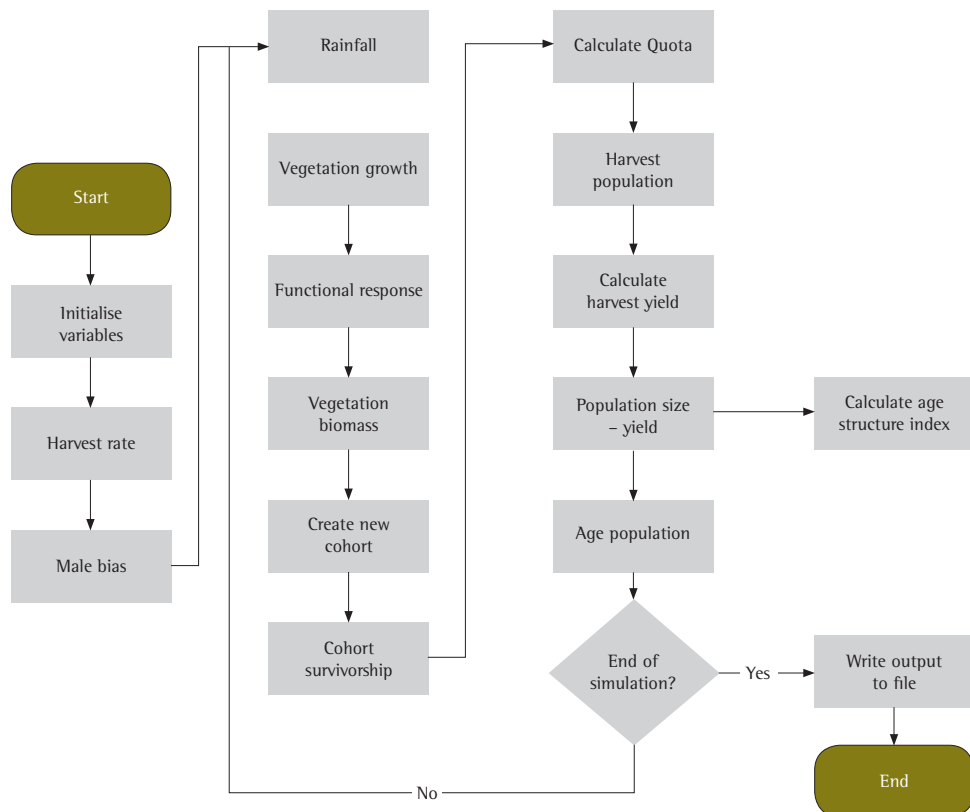 Start
Initialise
variables
Harvest rate
Male bias
Rainfall
Vegetation growth
Functional response
Vegetation
biomass
Create new
cohort
Cohort
survivorship
Calculate Quota
Harvest
population
Calculate
harvest yield
Population size
– yield
Calculate age
structure index
Age population
End of
simulation?
Yes
Write output
to file
End
No